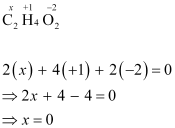 x +1 −2
C₂ H₄ O₂
2(x) + 4(+1) + 2(−2) = 0
⇒ 2x + 4 − 4 = 0
⇒ x = 0